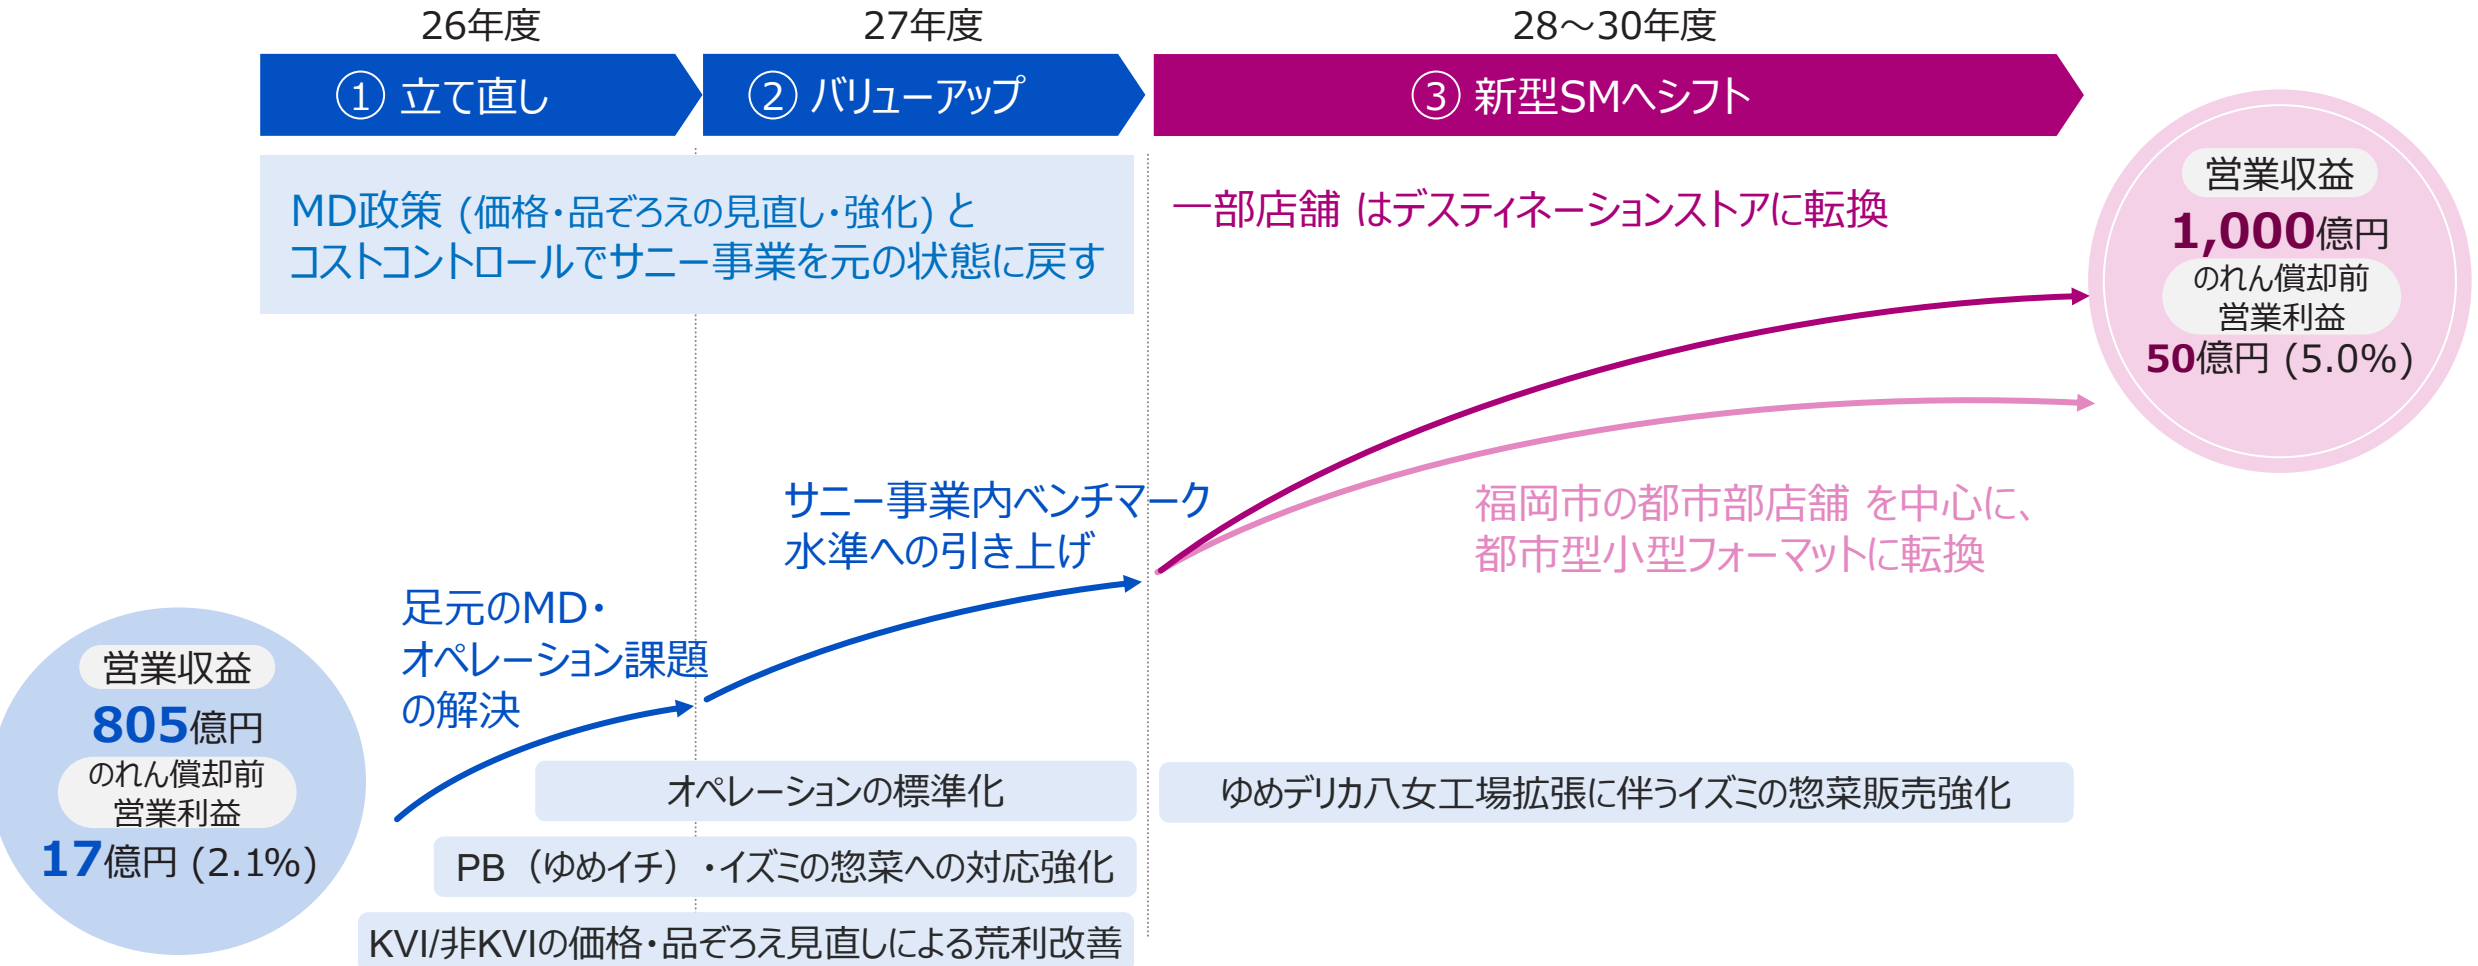 26年度
27年度
28～30年度
① 立て直し
② バリューアップ
③ 新型SMへシフト
MD政策 (価格・品ぞろえの見直し・強化) と
コストコントロールでサニー事業を元の状態に戻す
一部店舗 はデスティネーションストアに転換
営業収益
1,000億円
のれん償却前
営業利益
50億円 (5.0%)
サニー事業内ベンチマーク
水準への引き上げ
福岡市の都市部店舗 を中心に、
都市型小型フォーマットに転換
足元のMD・
オペレーション課題
の解決
営業収益
805億円
のれん償却前
営業利益
17億円 (2.1%)
オペレーションの標準化
ゆめデリカ八女工場拡張に伴うイズミの惣菜販売強化
PB（ゆめイチ）・イズミの惣菜への対応強化
KVI/非KVIの価格・品ぞろえ見直しによる荒利改善